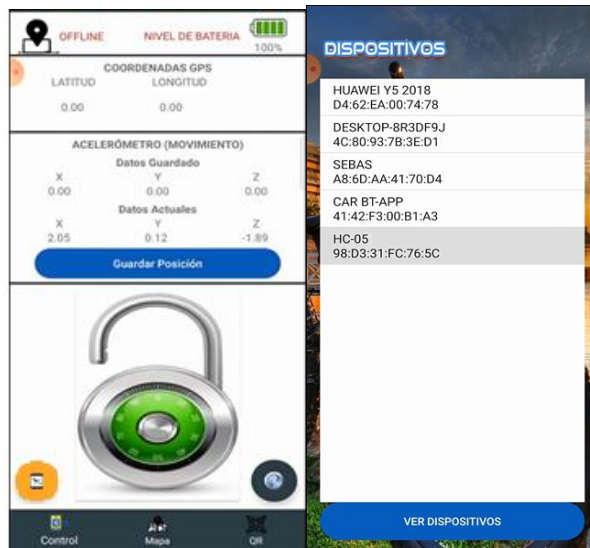 OFFLINE
NIVEL DE BATERIA
100%
COORDENADAS GPS
LATITUD LONGITUD
0.00 0.00
ACELERÓMETRO (MOVIMIENTO)
Datos Guardado
X Y Z
0.00 0.00 0.00
Datos Actuales
X Y Z
2.05 0.12 -1.89
Guardar Posición
Control Mapa QR
DISPOSITIVOS
HUAWEI Y5 2018
D4:62:EA:00:74:78
DESKTOP-8R3DF9J
4C:80:93:7B:3E:D1
SEBAS
A8:6D:AA:41:70:D4
CAR BT-APP
41:42:F3:00:B1:A3
HC-05
98:D3:31:FC:76:5C
VER DISPOSITIVOS